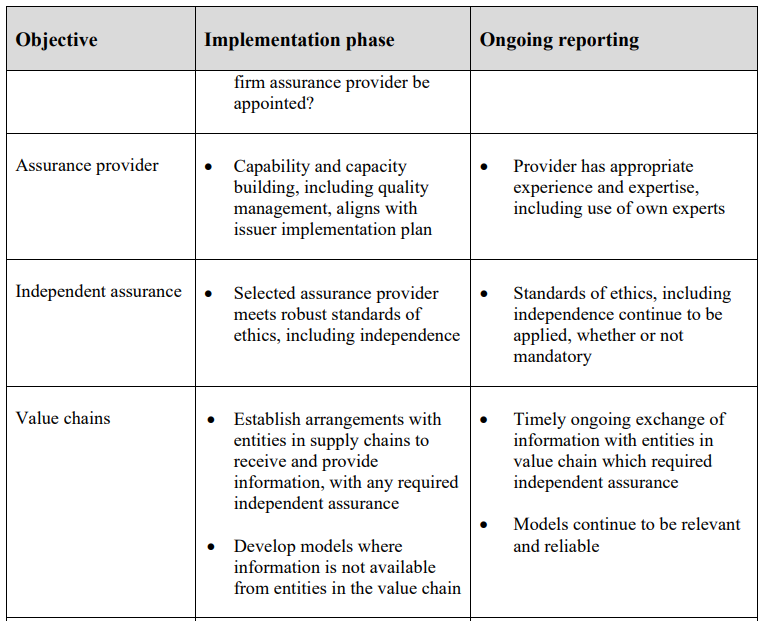 Objective
Implementation phase
Ongoing reporting
firm assurance provider be
appointed?
Assurance provider
• Capability and capacity
building, including quality
management, aligns with
issuer implementation plan
• Provider has appropriate
experience and expertise,
including use of own experts
Independent assurance
• Selected assurance provider
meets robust standards of
ethics, including independence
• Standards of ethics, including
independence continue to be
applied, whether or not
mandatory
Value chains
• Establish arrangements with
entities in supply chains to
receive and provide
information, with any required
independent assurance
• Develop models where
information is not available
from entities in the value chain
• Timely ongoing exchange of
information with entities in
value chain which required
independent assurance
• Models continue to be relevant
and reliable